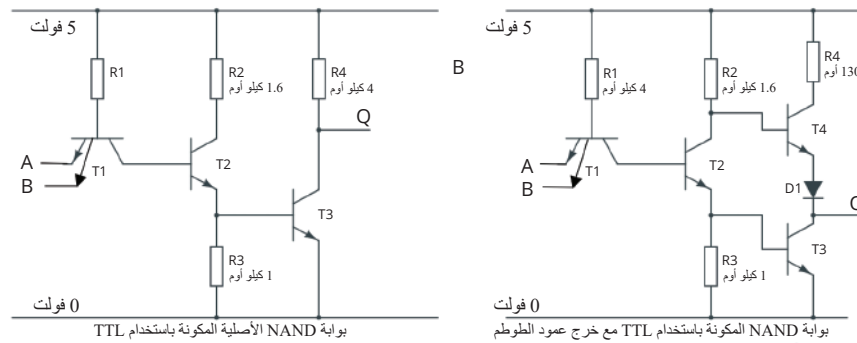 5 فولت
R1
R2
1.6 كيلو أوم
R4
4 كيلو أوم
Q
A
B
T1
T2
T3
R3
1 كيلو أوم
0 فولت
بوابة NAND الأصلية المكونة باستخدام TTL
B
5 فولت
R1
4 كيلو أوم
R2
1.6 كيلو أوم
R4
130 أوم
T4
A
B
T1
T2
D1
T3
R3
1 كيلو أوم
0 فولت
بوابة NAND المكونة باستخدام TTL مع خرج عمود الطوطم